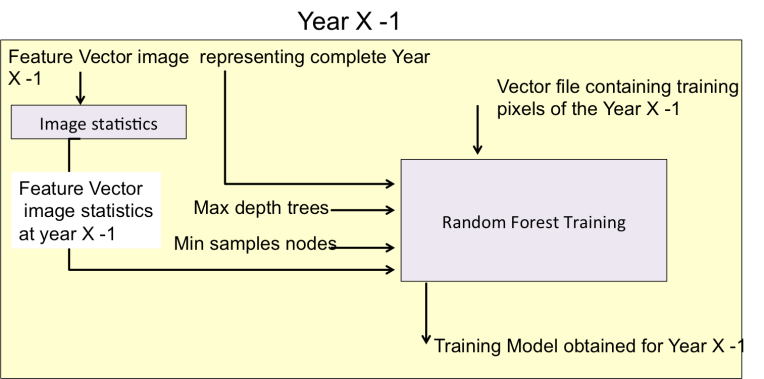 Year X -1
Feature Vector image representing complete Year
X -1
Vector file containing training
pixels of the Year X -1
Image statistics
Feature Vector
image statistics
at year X -1
Max depth trees
Min samples nodes
Random Forest Training
Training Model obtained for Year X -1